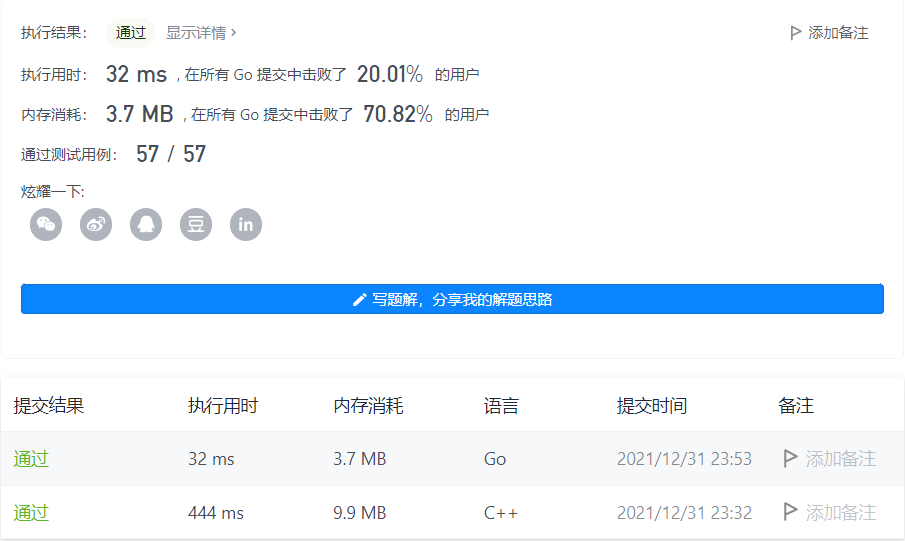 执行结果： 通过 显示详情 › 添加备注
执行用时： 32 ms , 在所有 Go 提交中击败了 20.01% 的用户
内存消耗： 3.7 MB , 在所有 Go 提交中击败了 70.82% 的用户
通过测试用例： 57 / 57
炫耀一下:
豆 in
写题解，分享我的解题思路
提交结果 执行用时 内存消耗 语言 提交时间 备注
通过 32 ms 3.7 MB Go 2021/12/31 23:53 添加备注
通过 444 ms 9.9 MB C++ 2021/12/31 23:32 添加备注